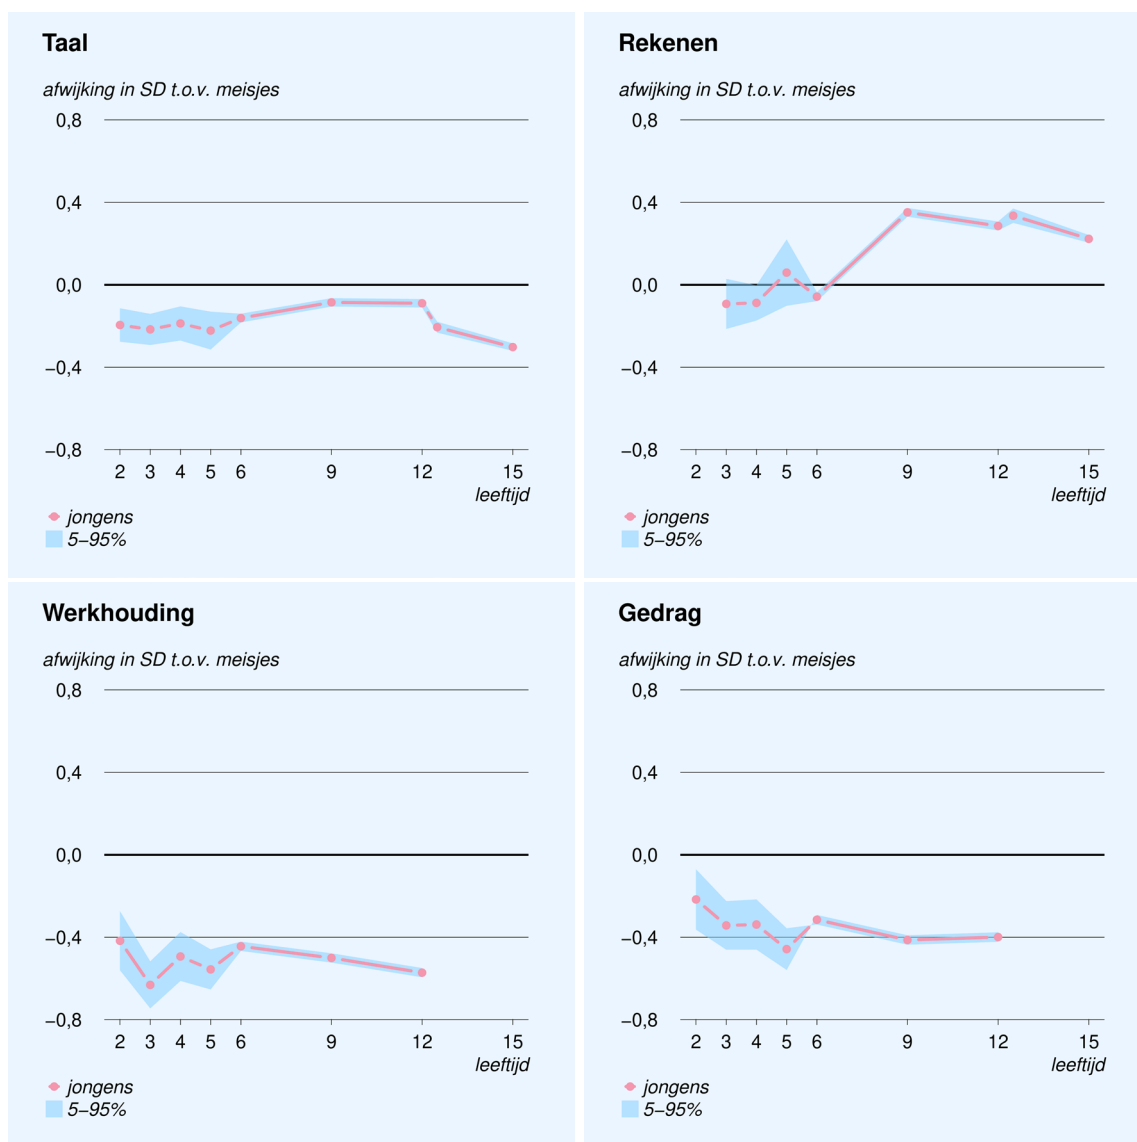 Taal
afwijking in SD t.o.v. meisjes
0,8
0,4
0,0
−0,4
−0,8
2 3 4 5 6 9 12 15
leeftijd
jongens
5−95%
Rekenen
afwijking in SD t.o.v. meisjes
0,8
0,4
0,0
−0,4
−0,8
2 3 4 5 6 9 12 15
leeftijd
jongens
5−95%
Werkhouding
afwijking in SD t.o.v. meisjes
0,8
0,4
0,0
−0,4
−0,8
2 3 4 5 6 9 12 15
leeftijd
jongens
5−95%
Gedrag
afwijking in SD t.o.v. meisjes
0,8
0,4
0,0
−0,4
−0,8
2 3 4 5 6 9 12 15
leeftijd
jongens
5−95%